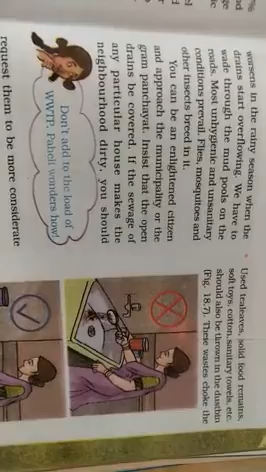 worsens in the rainy season when the
drains start overflowing. We have to
wade through the mud pools on the
roads. Most unhygienic and unsanitary
conditions prevail. Flies, mosquitoes and
other insects breed in it.
You can be an enlightened citizen
and approach the municipality or the
gram panchayat. Insist that the open
drains be covered. If the sewage of
any particular house makes the
neighbourhood dirty, you should
request them to be more considerate
Don't add to the load of
WWTP. Paheli wonders how!
• Used tealeaves, solid food remains,
soft toys, cotton, sanitary towels, etc.
should also be thrown in the dustbin
(Fig. 18.7). These wastes choke the